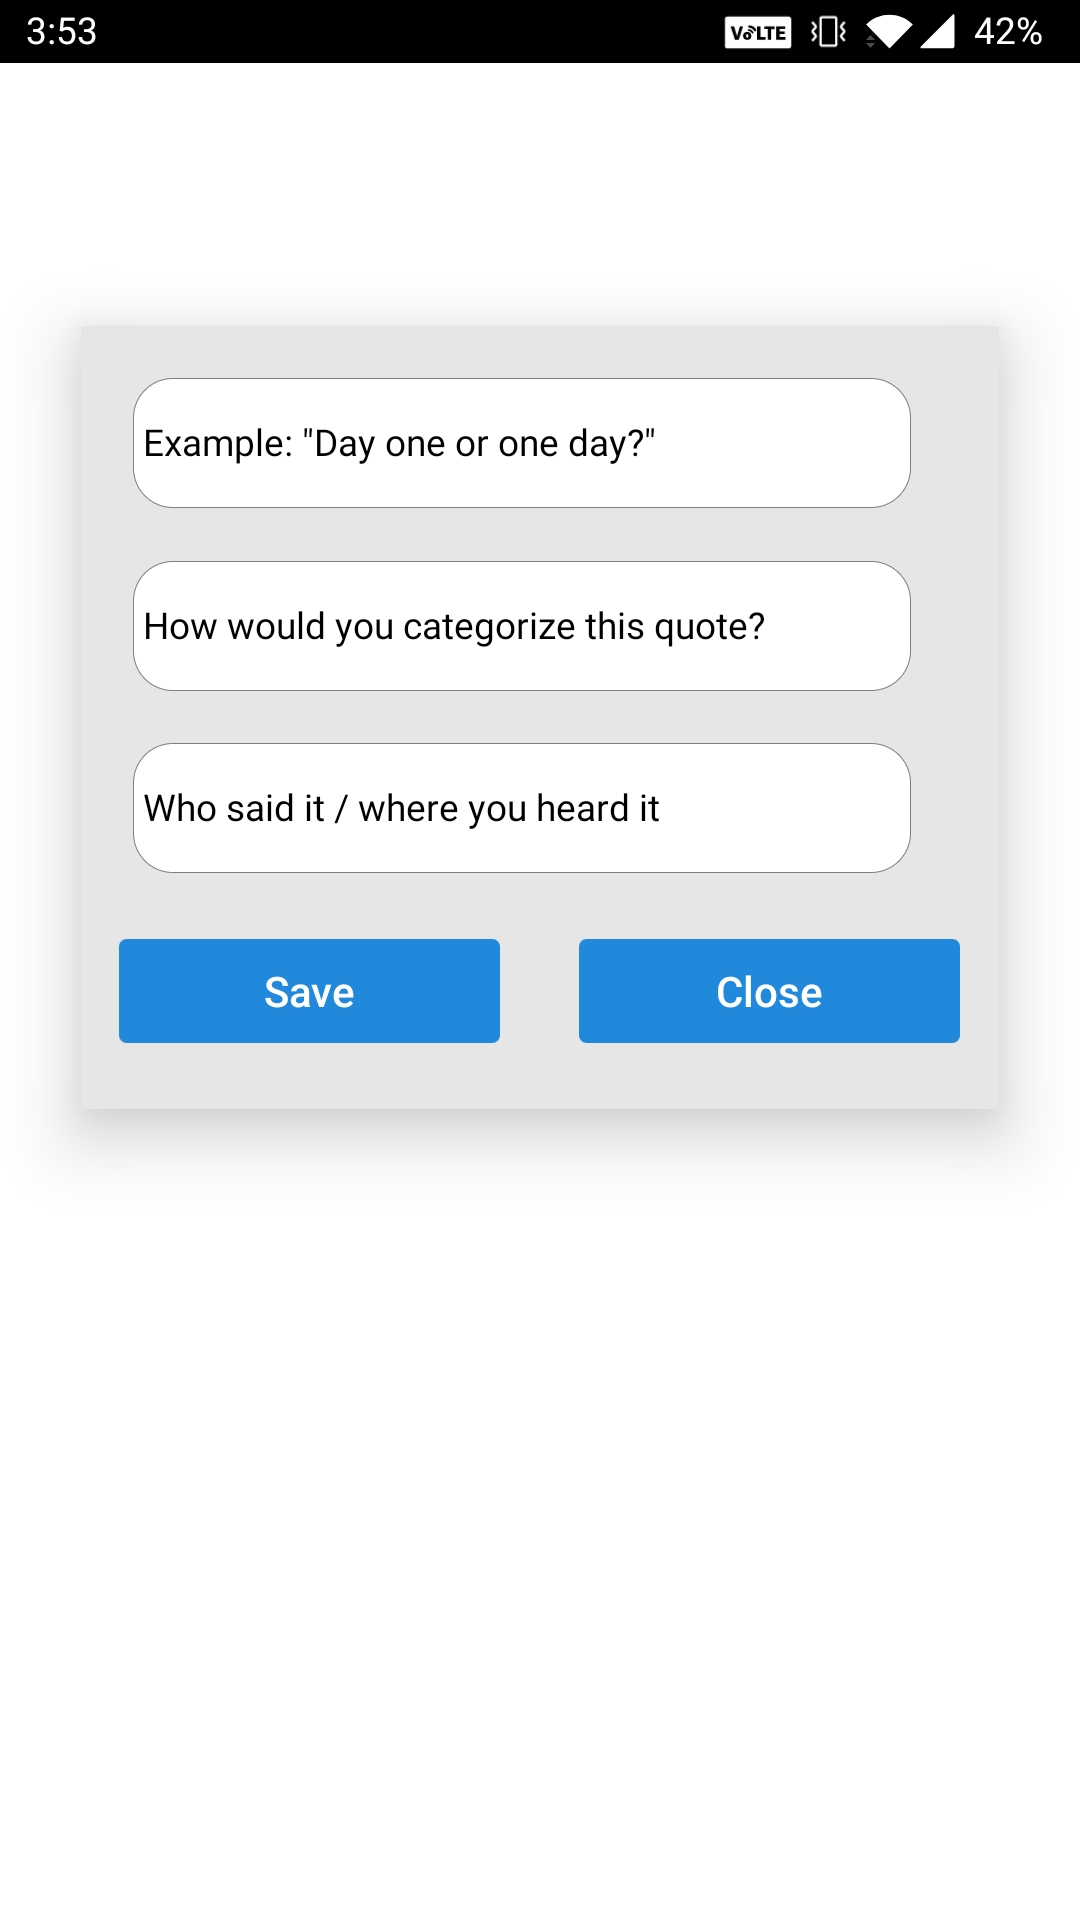 3:53 VoLTE 42%
Example: "Day one or one day?"
How would you categorize this quote?
Who said it / where you heard it
Save Close